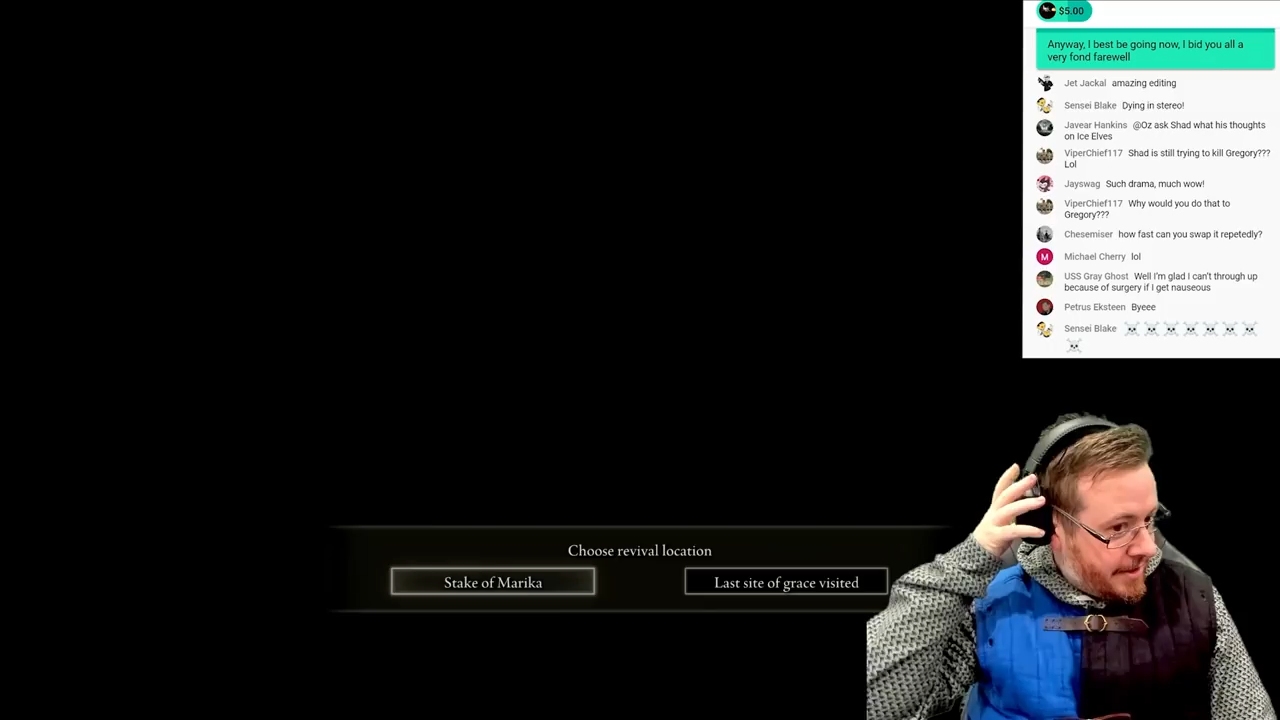 $5.00
Anyway, I best be going now, I bid you all a
very fond farewell
Jet Jackal amazing editing
Sensei Blake Dying in stereo!
Javear Hankins @Oz ask Shad what his thoughts
on Ice Elves
ViperChief117 Shad is still trying to kill Gregory???
Lol
Jayswag Such drama, much wow!
ViperChief117 Why would you do that to
Gregory???
Chesemiser how fast can you swap it repetedly?
M Michael Cherry lol
USS Gray Ghost Well I'm glad I can't through up
because of surgery if I get nauseous
Petrus Eksteen Byeee
Sensei Blake ☠️☠️☠️☠️☠️☠️☠️
☠️
Choose revival location
Stake of Marika
Last site of grace visited